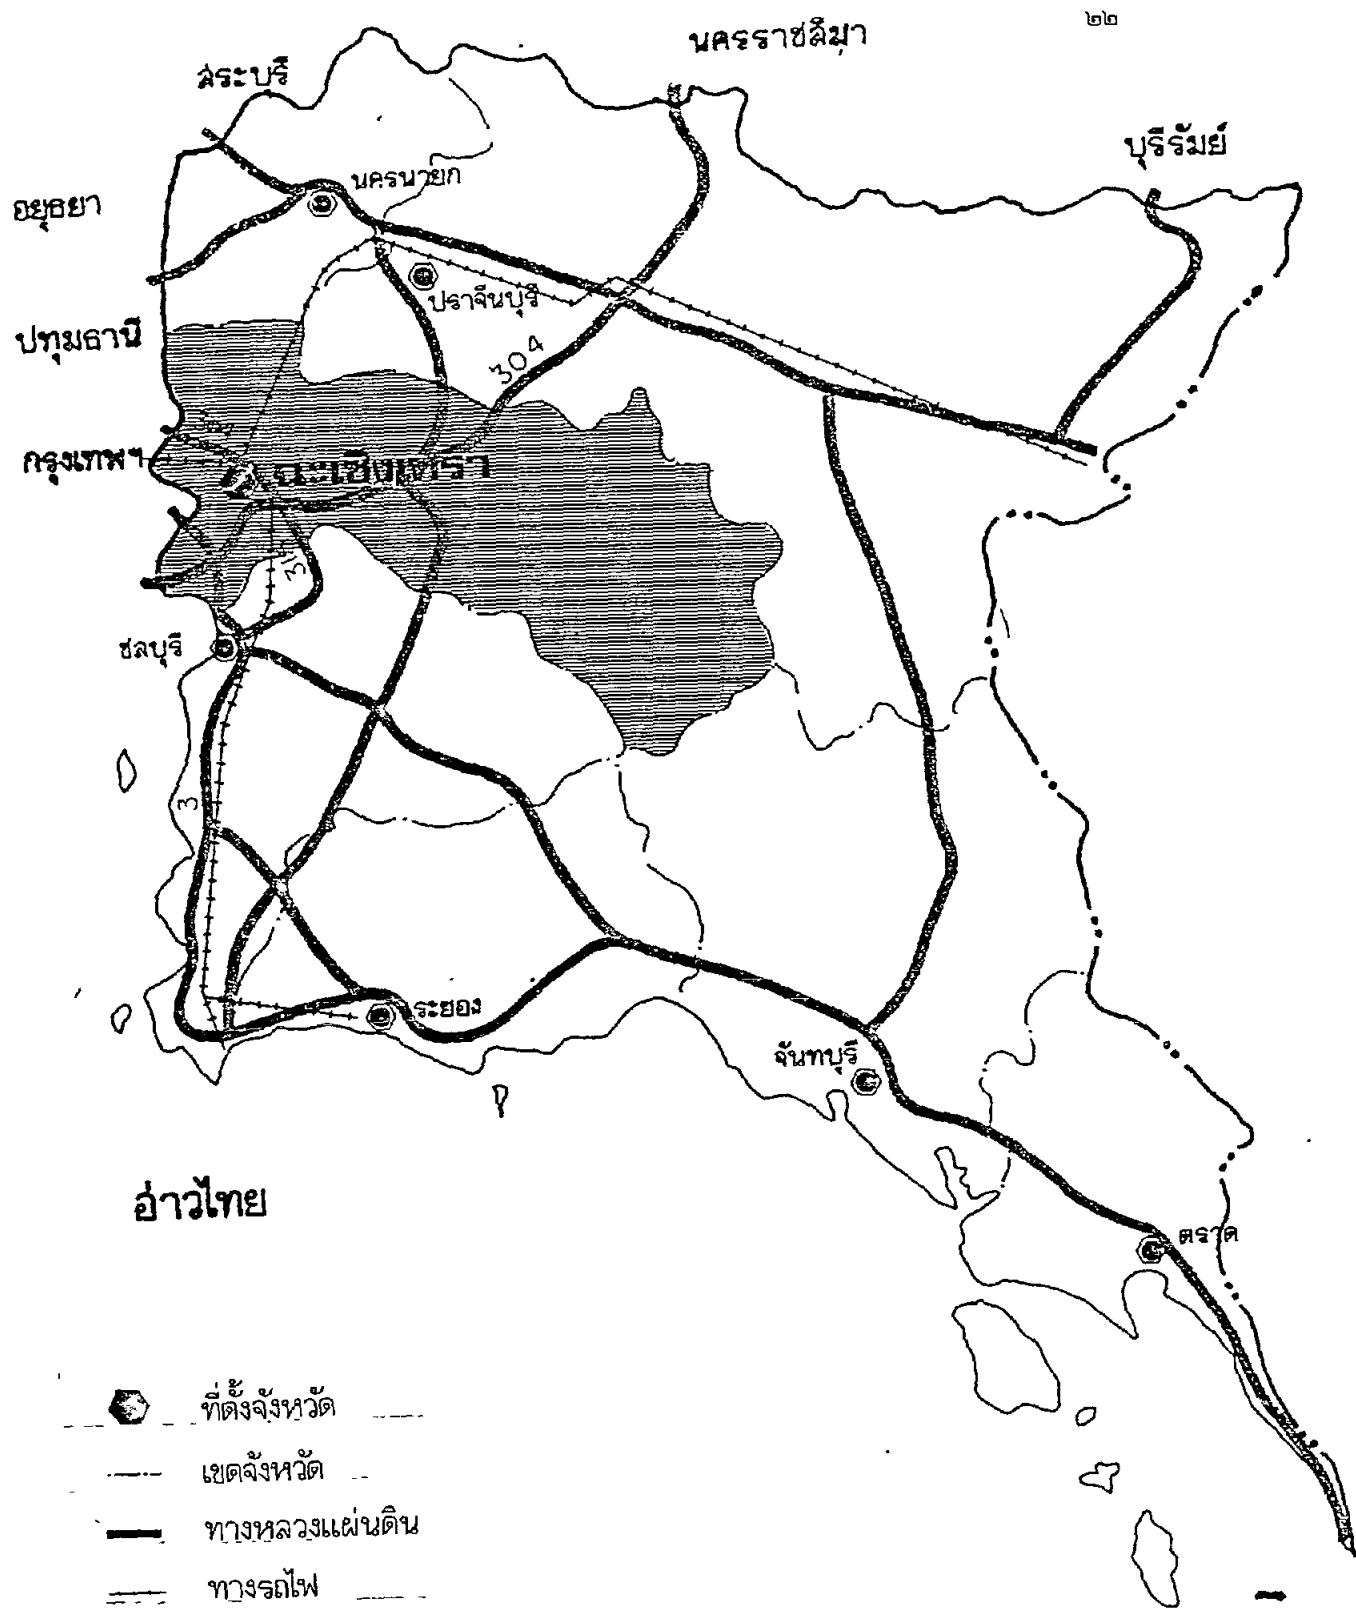 ๒๒
นครราชสีมา
สระบุรี
บุรีรัมย์
นครนายก
อยุธยา
ปราจีนบุรี
ปทุมธานี
304
กรุงเทพฯ
ฉะเชิงเทรา
315
ชลบุรี
3
ระยอง
จันทบุรี
อ่าวไทย
ตราด
ที่ตั้งจังหวัด
เขตจังหวัด
ทางหลวงแผ่นดิน
ทางรถไฟ